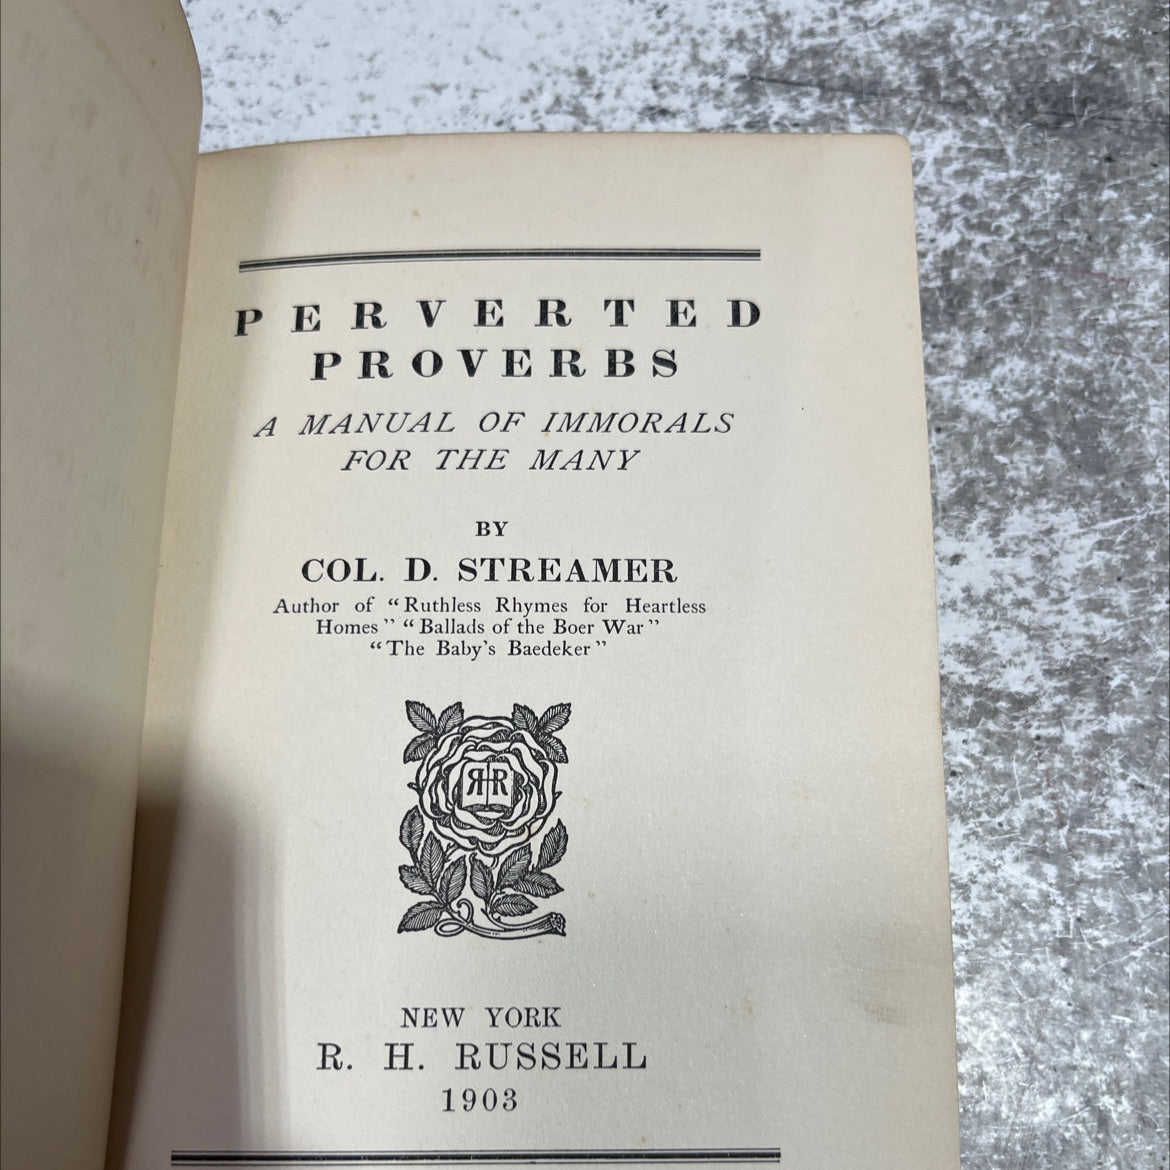 PERVERTED
PROVERBS
A MANUAL OF IMMORALS
FOR THE MANY
BY
COL. D. STREAMER
Author of “Ruthless Rhymes for Heartless
Homes” “Ballads of the Boer War”
“The Baby’s Baedeker”
RHR
NEW YORK
R. H. RUSSELL
1903